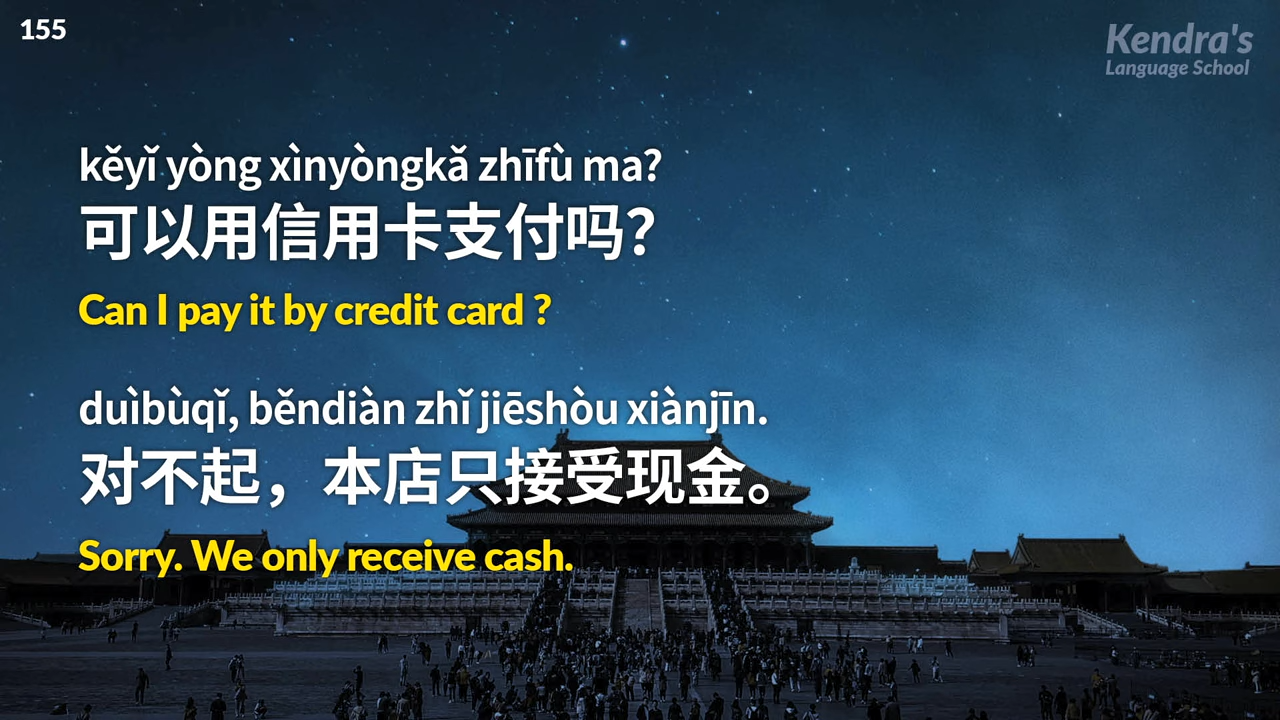 155
Kendra's
Language School
kěyǐ yòng xìnyòngkǎ zhīfù ma?
可以用信用卡支付吗？
Can I pay it by credit card ?
duìbùqǐ, běndiàn zhǐ jiēshòu xiànjīn.
对不起，本店只接受现金。
Sorry. We only receive cash.